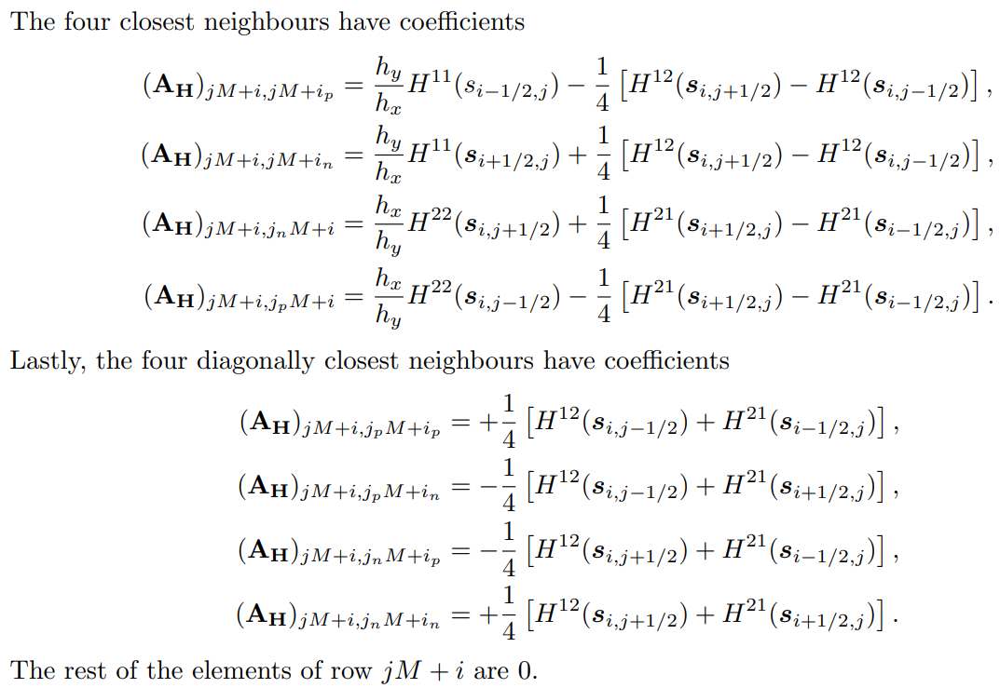 The four closest neighbours have coefficients
$(\mathbf{A_H})_{jM+i,jM+i_p} = \frac{h_y}{h_x} H^{11}(s_{i-1/2,j}) - \frac{1}{4}\left[H^{12}(\boldsymbol{s}_{i,j+1/2}) - H^{12}(\boldsymbol{s}_{i,j-1/2})\right],$
$(\mathbf{A_H})_{jM+i,jM+i_n} = \frac{h_y}{h_x} H^{11}(\boldsymbol{s}_{i+1/2,j}) + \frac{1}{4}\left[H^{12}(\boldsymbol{s}_{i,j+1/2}) - H^{12}(\boldsymbol{s}_{i,j-1/2})\right],$
$(\mathbf{A_H})_{jM+i,j_nM+i} = \frac{h_x}{h_y} H^{22}(\boldsymbol{s}_{i,j+1/2}) + \frac{1}{4}\left[H^{21}(\boldsymbol{s}_{i+1/2,j}) - H^{21}(\boldsymbol{s}_{i-1/2,j})\right],$
$(\mathbf{A_H})_{jM+i,j_pM+i} = \frac{h_x}{h_y} H^{22}(\boldsymbol{s}_{i,j-1/2}) - \frac{1}{4}\left[H^{21}(\boldsymbol{s}_{i+1/2,j}) - H^{21}(\boldsymbol{s}_{i-1/2,j})\right].$
Lastly, the four diagonally closest neighbours have coefficients
$(\mathbf{A_H})_{jM+i,j_pM+i_p} = +\frac{1}{4}\left[H^{12}(\boldsymbol{s}_{i,j-1/2}) + H^{21}(\boldsymbol{s}_{i-1/2,j})\right],$
$(\mathbf{A_H})_{jM+i,j_pM+i_n} = -\frac{1}{4}\left[H^{12}(\boldsymbol{s}_{i,j-1/2}) + H^{21}(\boldsymbol{s}_{i+1/2,j})\right],$
$(\mathbf{A_H})_{jM+i,j_nM+i_p} = -\frac{1}{4}\left[H^{12}(\boldsymbol{s}_{i,j+1/2}) + H^{21}(\boldsymbol{s}_{i-1/2,j})\right],$
$(\mathbf{A_H})_{jM+i,j_nM+i_n} = +\frac{1}{4}\left[H^{12}(\boldsymbol{s}_{i,j+1/2}) + H^{21}(\boldsymbol{s}_{i+1/2,j})\right].$
The rest of the elements of row $jM + i$ are 0.